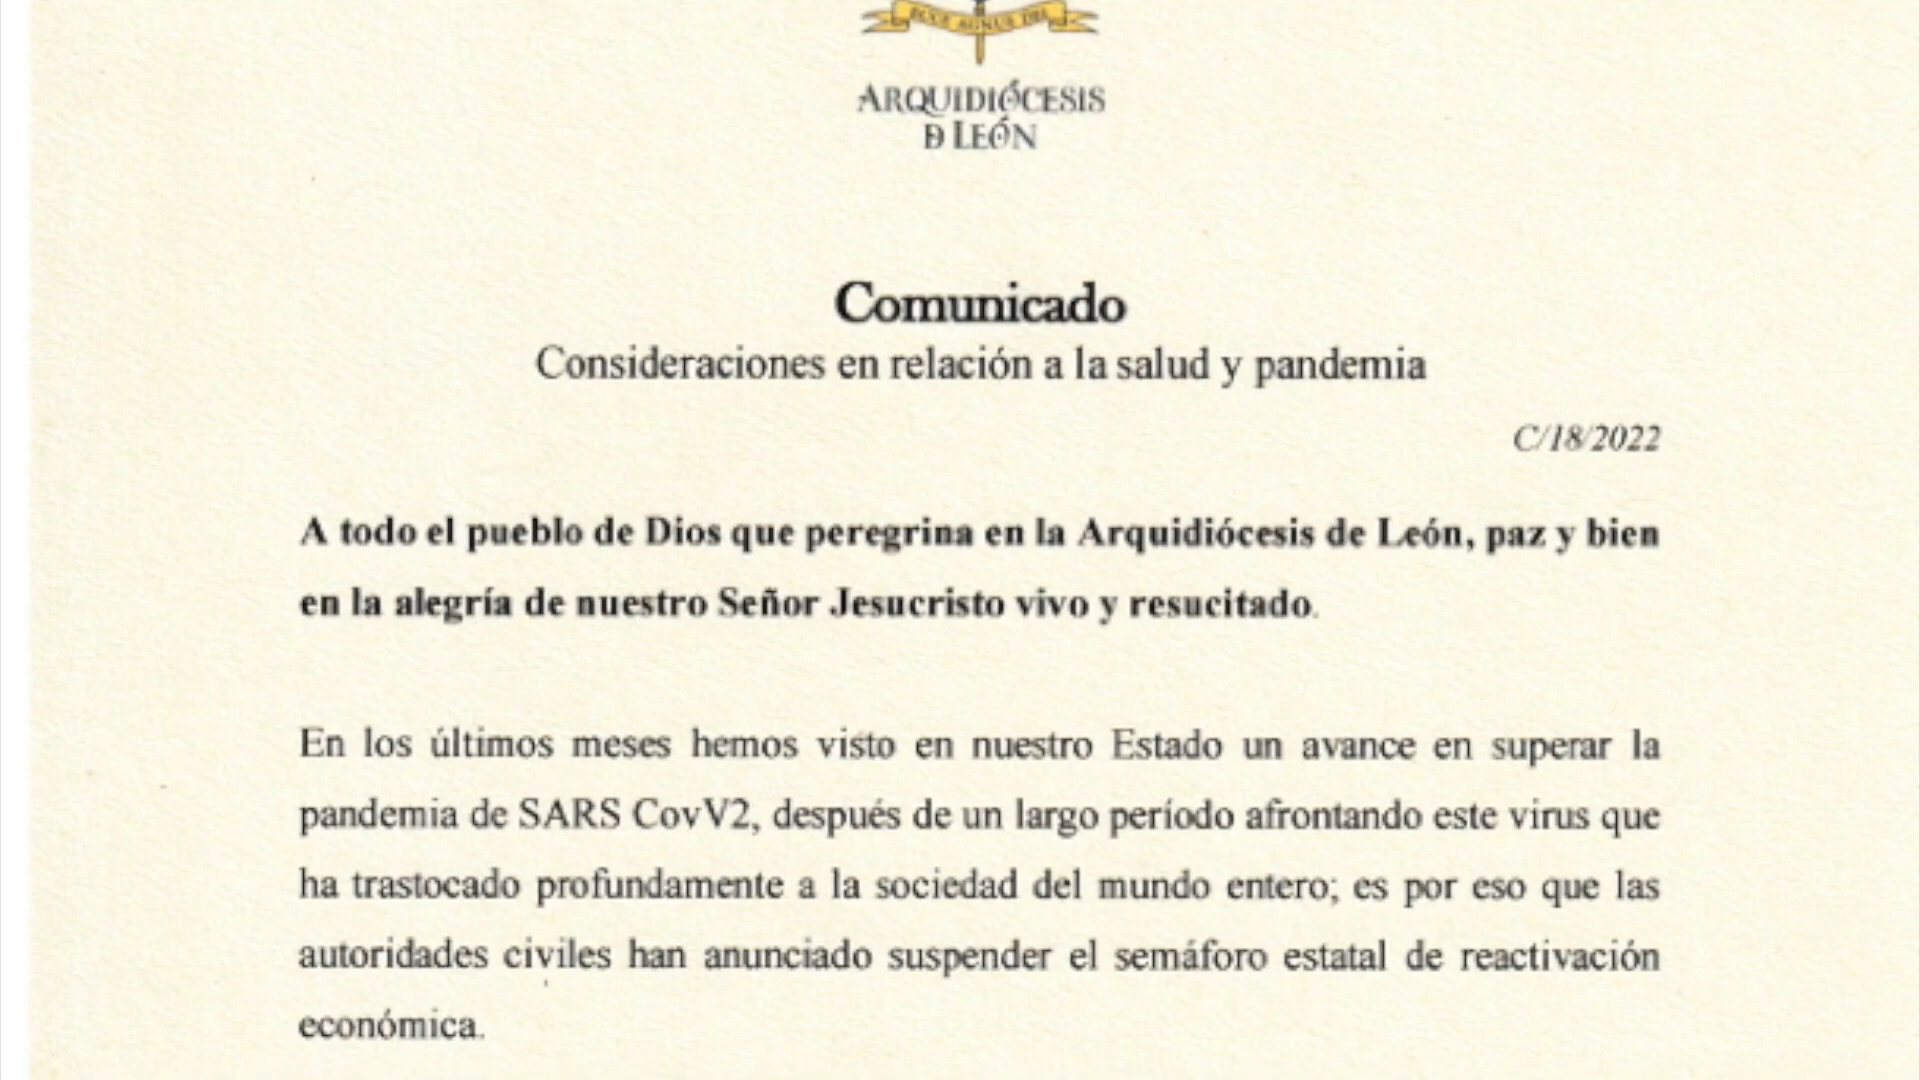 ECCE AGNUS DEI
ARQUIDIÓCESIS
D LEÓN
Comunicado
Consideraciones en relación a la salud y pandemia
C/18/2022
A todo el pueblo de Dios que peregrina en la Arquidiócesis de León, paz y bien
en la alegría de nuestro Señor Jesucristo vivo y resucitado.
En los últimos meses hemos visto en nuestro Estado un avance en superar la
pandemia de SARS CovV2, después de un largo período afrontando este virus que
ha trastocado profundamente a la sociedad del mundo entero; es por eso que las
autoridades civiles han anunciado suspender el semáforo estatal de reactivación
económica.